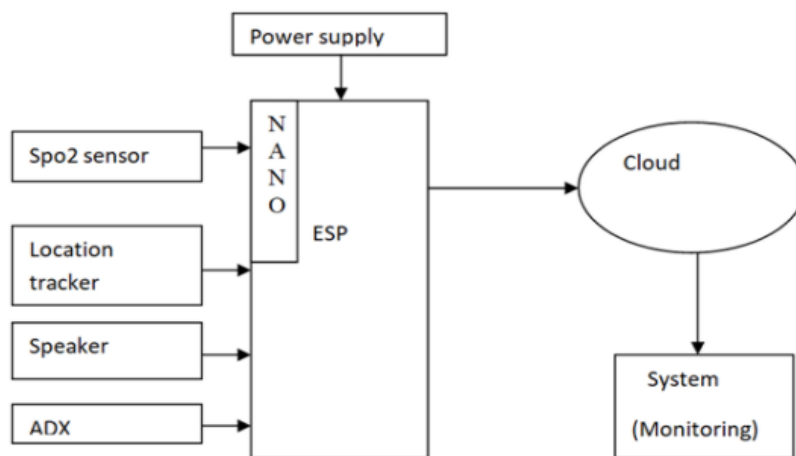 Power supply
Spo2 sensor
N
A
N
O
Cloud
ESP
Location
tracker
Speaker
System
(Monitoring)
ADX